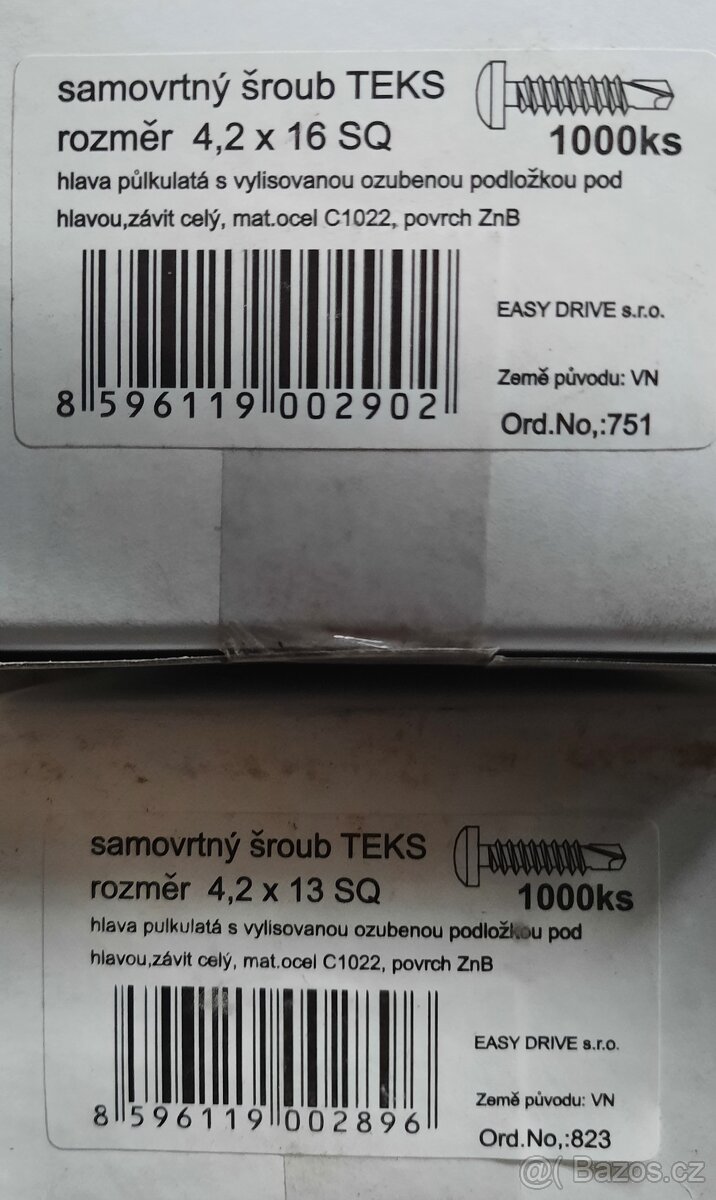 samovrtný šroub TEKS
rozměr 4,2 x 16 SQ
1000ks
hlava půlkulatá s vylisovanou ozubenou podložkou pod
hlavou,závit celý, mat.ocel C1022, povrch ZnB
EASY DRIVE s.r.o.
Země původu: VN
8 596119 002902
Ord.No,:751
samovrtný šroub TEKS
rozměr 4,2 x 13 SQ
1000ks
hlava pulkulatá s vylisovanou ozubenou podložkou pod
hlavou,závit celý, mat.ocel C1022, povrch ZnB
EASY DRIVE s.r.o.
Země původu: VN
8 596119 002896
Ord.No,:823
@( Bazos.cz